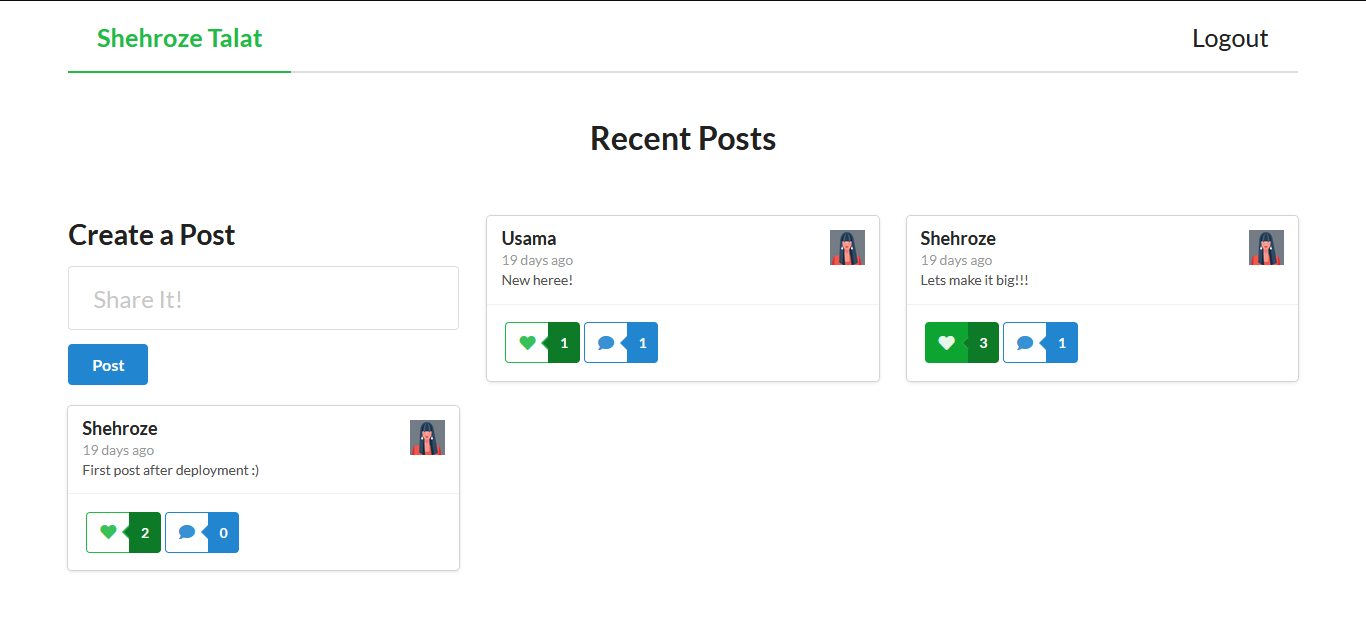 Shehroze Talat
Logout
Recent Posts
Create a Post
Share It!
Post
Usama
19 days ago
New heree!
1
1
Shehroze
19 days ago
Lets make it big!!!
3
1
Shehroze
19 days ago
First post after deployment :)
2
0